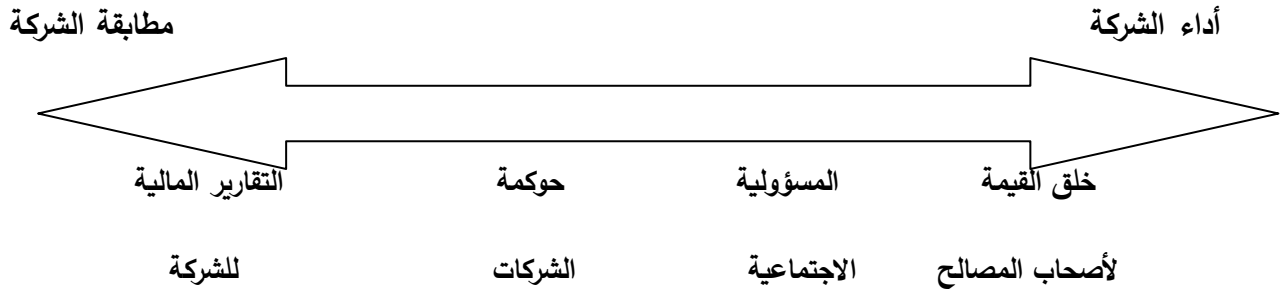 أداء الشركة مطابقة الشركة
خلق القيمة المسؤولية حوكمة التقارير المالية
لأصحاب المصالح الاجتماعية الشركات للشركة